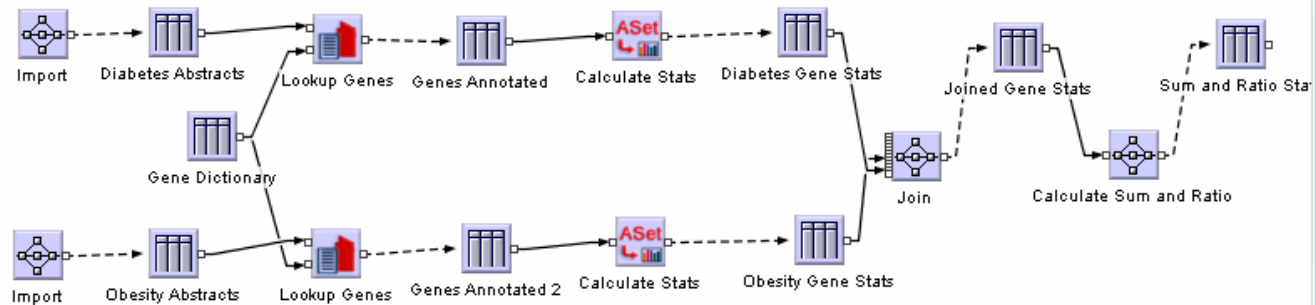 ASet
Import
Diabetes Abstracts
Lookup Genes
Genes Annotated
Calculate Stats
Diabetes Gene Stats
Joined Gene Stats
Sum and Ratio Sta
Gene Dictionary
Join
Calculate Sum and Ratio
ASet
Import
Obesity Abstracts
Lookup Genes
Genes Annotated 2
Calculate Stats
Obesity Gene Stats